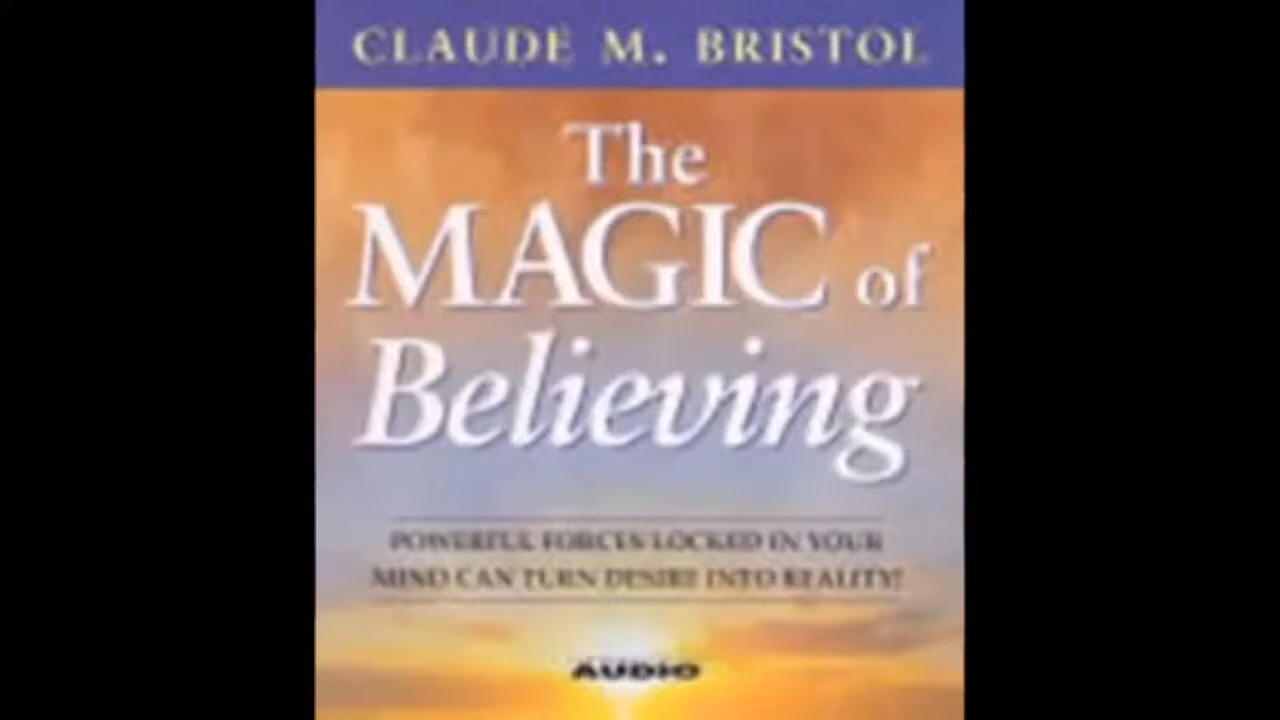 CLAUDE M. BRISTOL
The
MAGIC of
Believing
POWERFUL FORCES LOCKED IN YOUR
MIND CAN TURN DESIRE INTO REALITY!
AUDIO